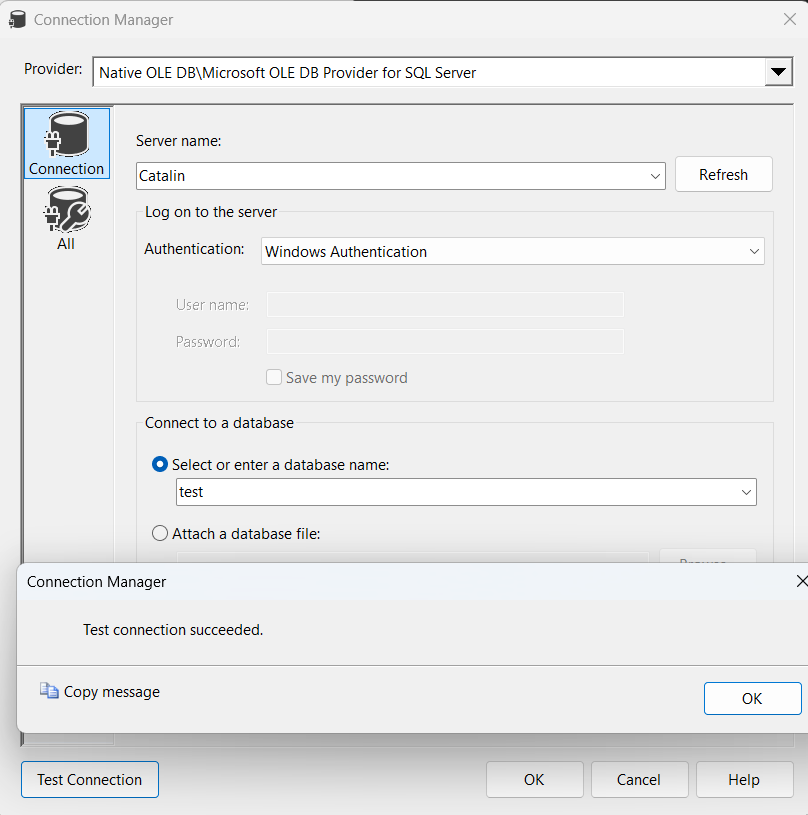 Connection Manager
Provider: Native OLE DB\Microsoft OLE DB Provider for SQL Server
Connection
All
Server name:
Catalin
Refresh
Log on to the server
Authentication: Windows Authentication
User name:
Password:
Save my password
Connect to a database
Select or enter a database name:
test
Attach a database file:
Connection Manager
Test connection succeeded.
Copy message
OK
Test Connection
OK
Cancel
Help